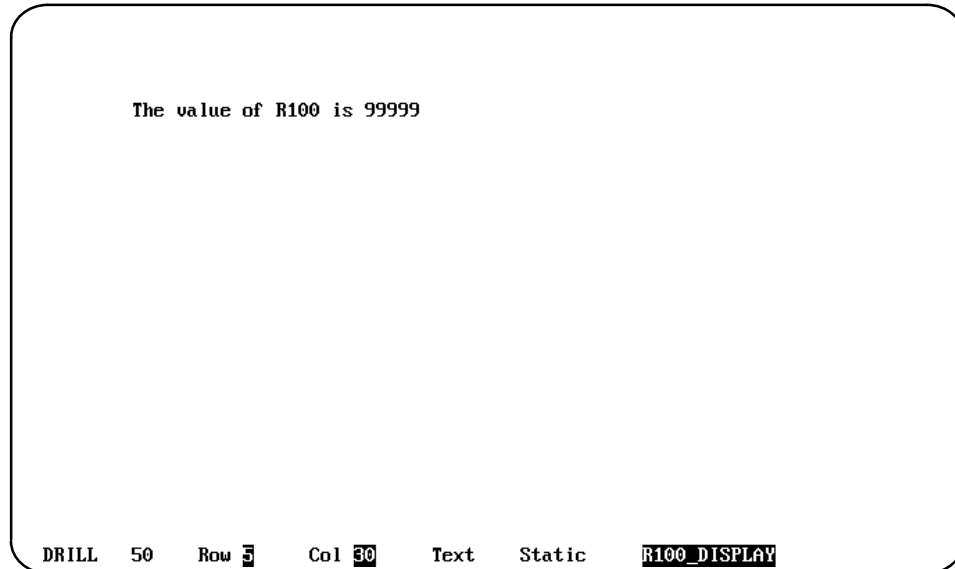 The value of R100 is 99999
DRILL 50 Row 5 Col 30 Text Static R100_DISPLAY